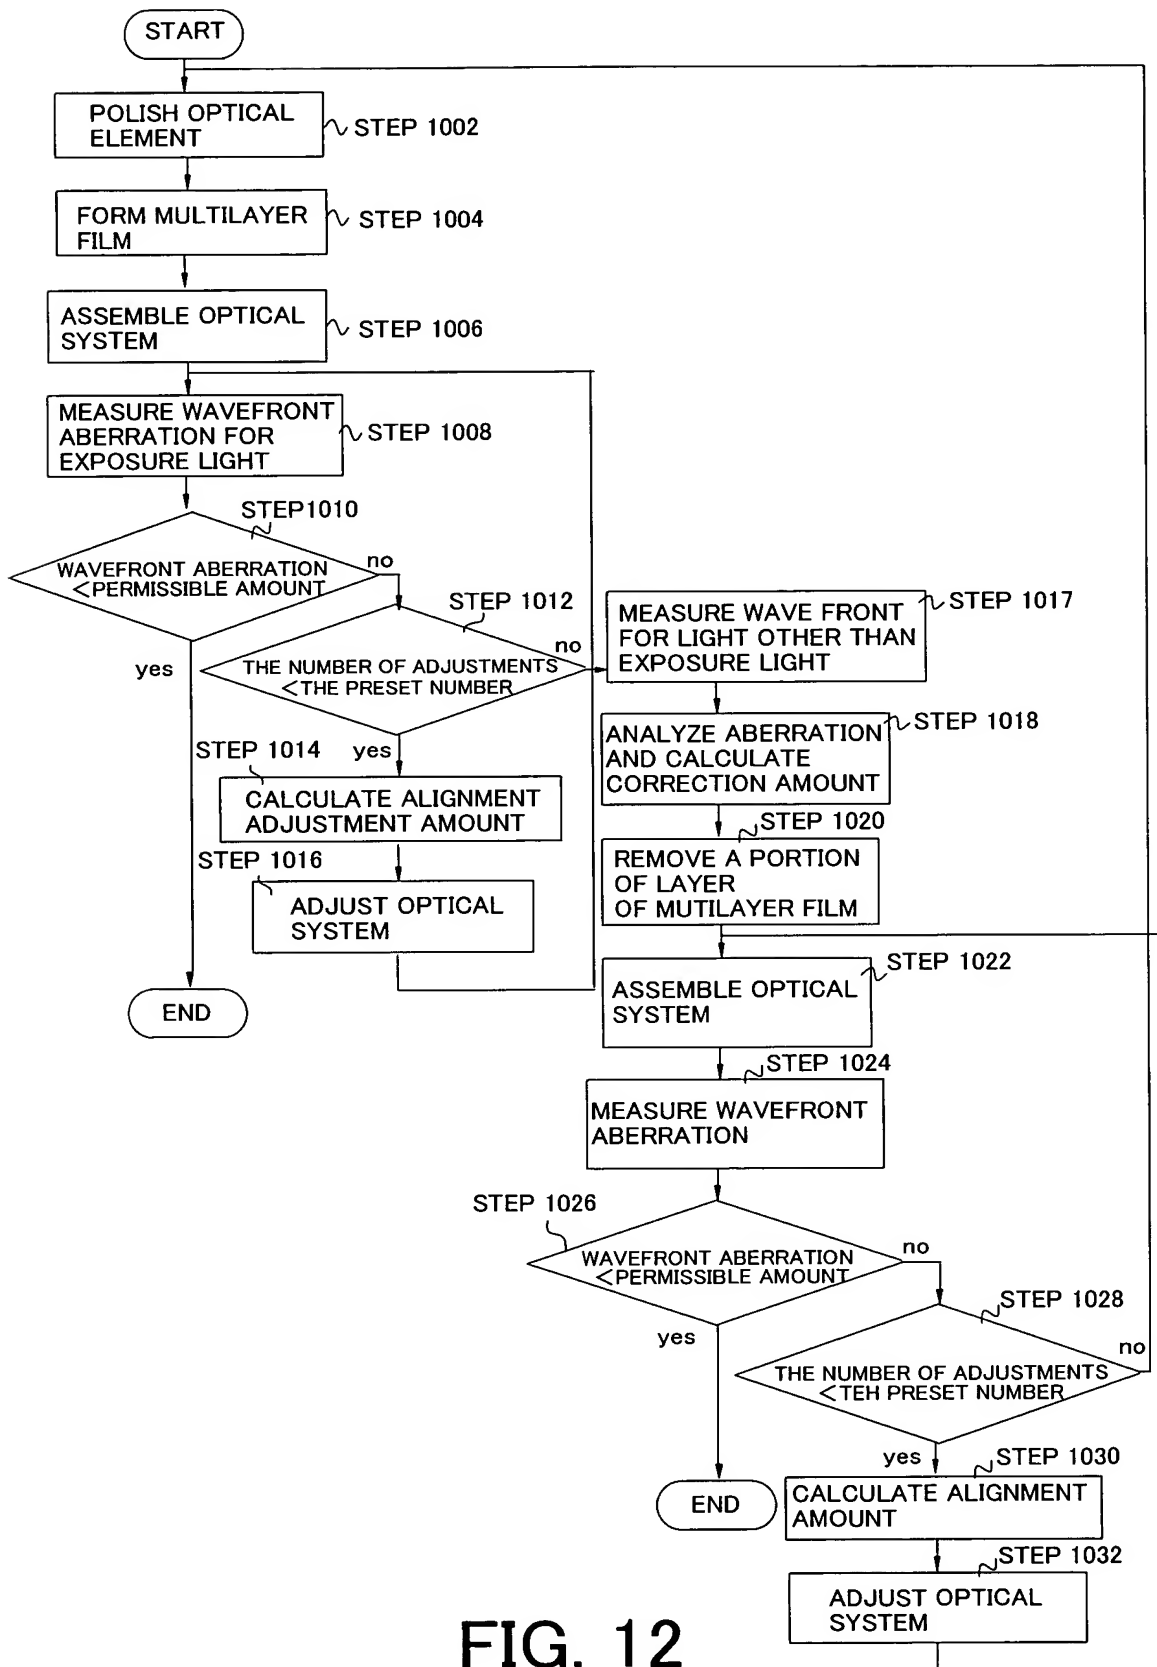 START
POLISH OPTICAL
ELEMENT
STEP 1002
FORM MULTILAYER
FILM
STEP 1004
ASSEMBLE OPTICAL
SYSTEM
STEP 1006
MEASURE WAVEFRONT
ABERRATION FOR
EXPOSURE LIGHT
STEP 1008
STEP1010
WAVEFRONT ABERRATION
<PERMISSIBLE AMOUNT
no
yes
STEP 1012
THE NUMBER OF ADJUSTMENTS
<THE PRESET NUMBER
no
yes
STEP 1014
CALCULATE ALIGNMENT
ADJUSTMENT AMOUNT
STEP 1016
ADJUST OPTICAL
SYSTEM
END
MEASURE WAVE FRONT
FOR LIGHT OTHER THAN
EXPOSURE LIGHT
STEP 1017
ANALYZE ABERRATION
AND CALCULATE
CORRECTION AMOUNT
STEP 1018
STEP 1020
REMOVE A PORTION
OF LAYER
OF MUTILAYER FILM
STEP 1022
ASSEMBLE OPTICAL
SYSTEM
STEP 1024
MEASURE WAVEFRONT
ABERRATION
STEP 1026
WAVEFRONT ABERRATION
<PERMISSIBLE AMOUNT
no
yes
END
STEP 1028
THE NUMBER OF ADJUSTMENTS
<TEH PRESET NUMBER
no
yes
STEP 1030
CALCULATE ALIGNMENT
AMOUNT
STEP 1032
ADJUST OPTICAL
SYSTEM
FIG. 12